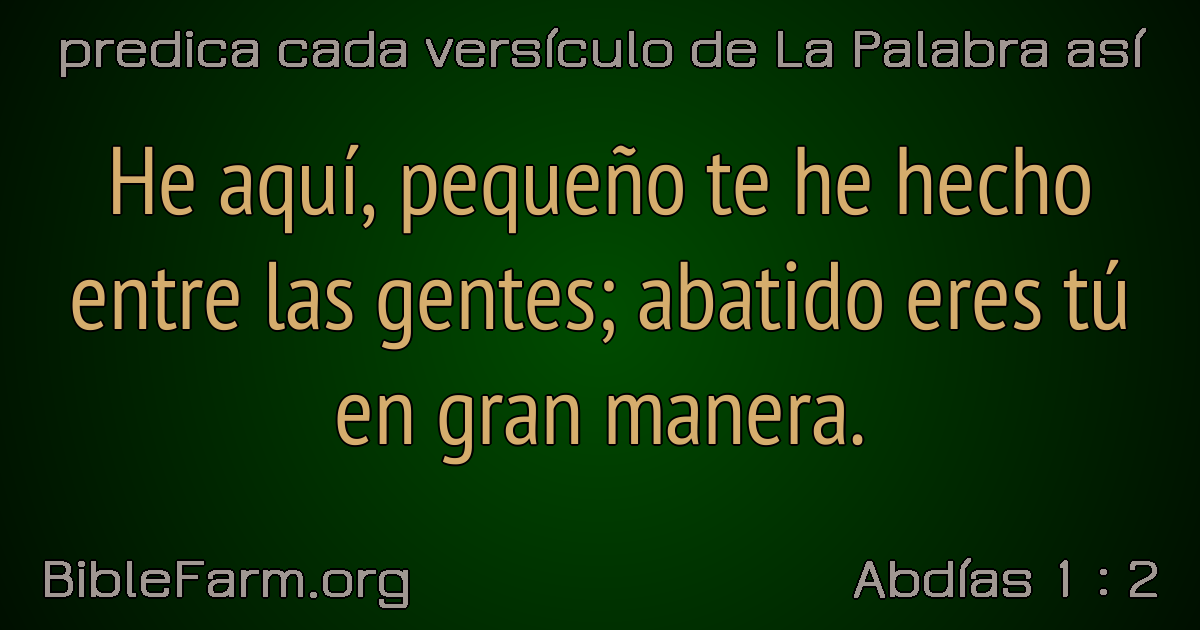 predica cada versículo de La Palabra así
He aquí, pequeño te he hecho
entre las gentes; abatido eres tú
en gran manera.
BibleFarm.org
Abdías 1 : 2